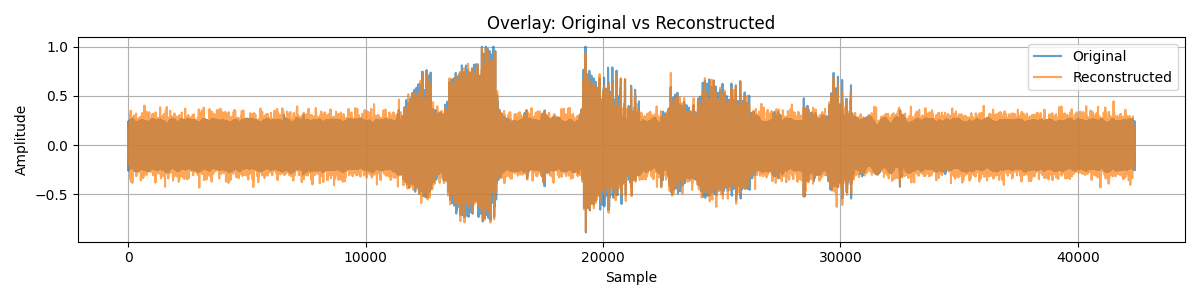 Overlay: Original vs Reconstructed
Original
Reconstructed
Amplitude
1.0
0.5
0.0
−0.5
0
10000
20000
30000
40000
Sample